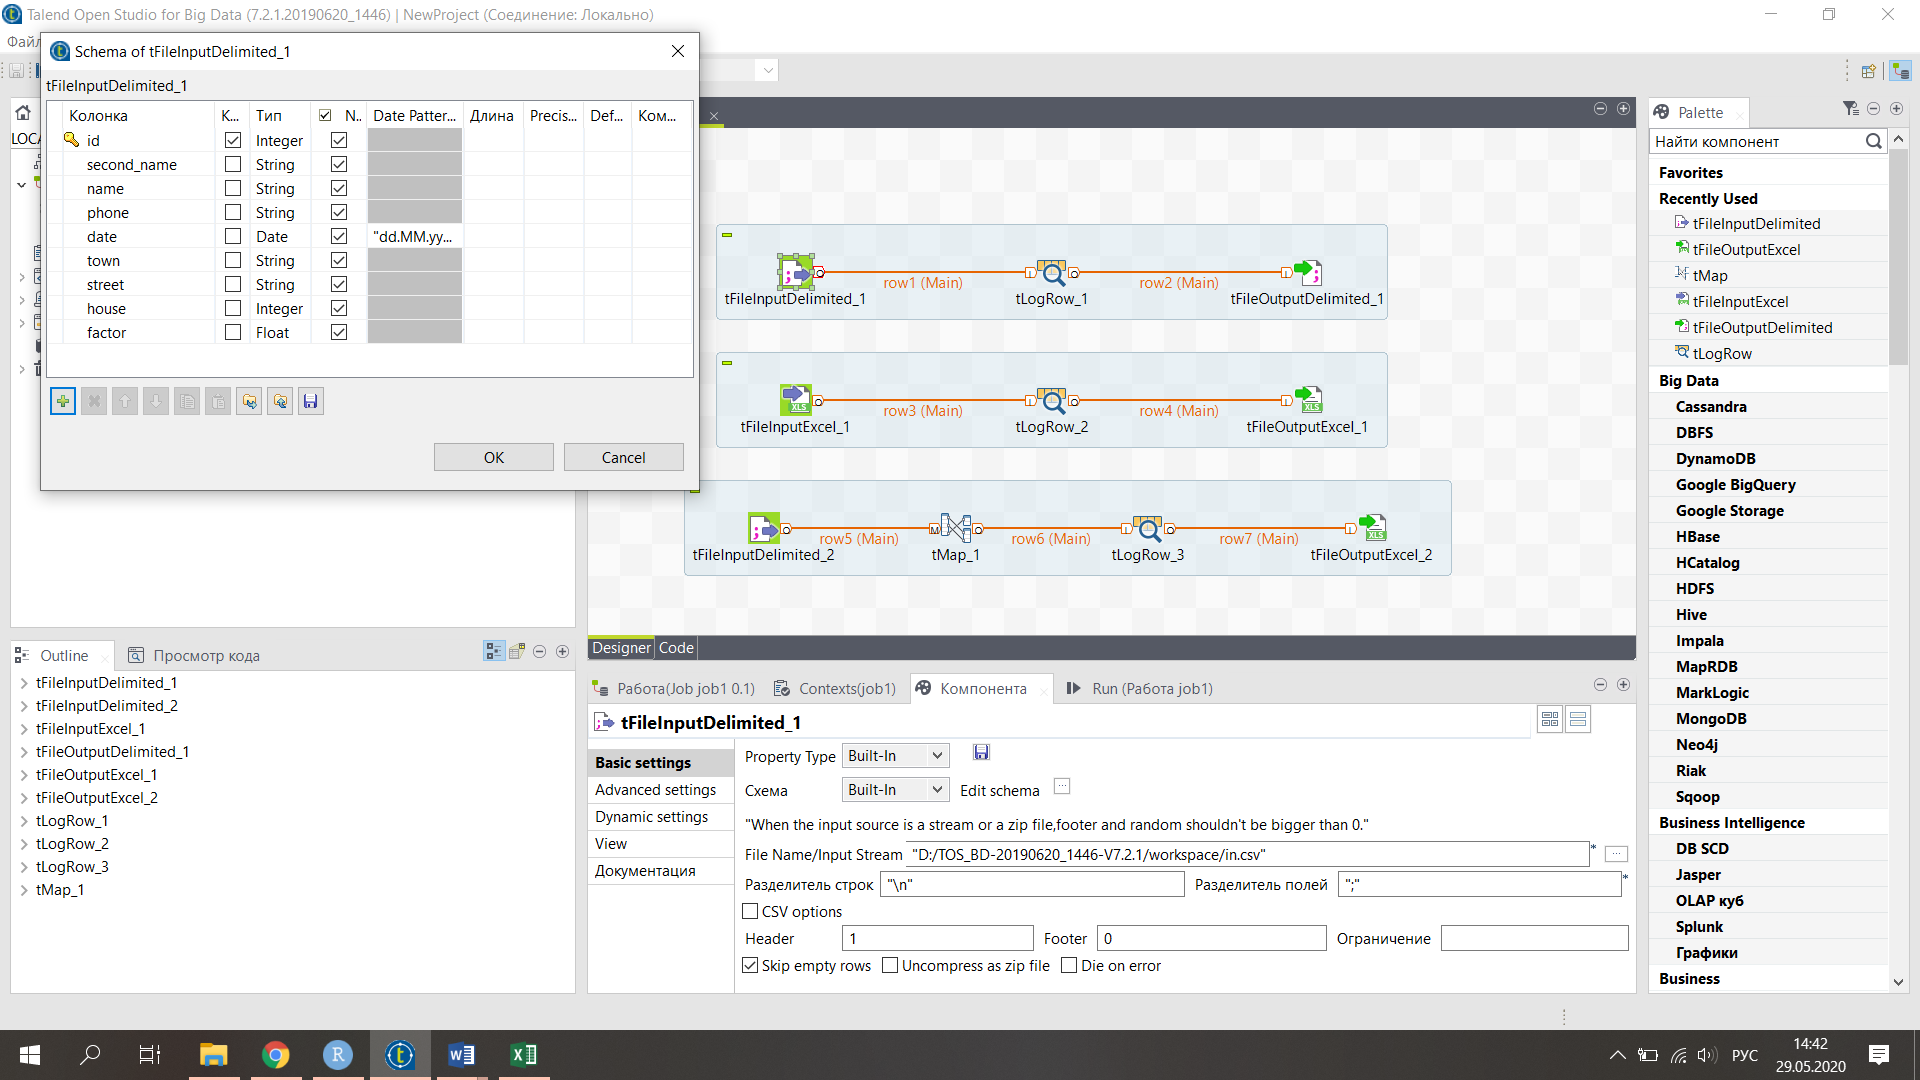 Talend Open Studio for Big Data (7.2.1.20190620_1446) | NewProject (Соединение: Локально)
Файл
Schema of tFileInputDelimited_1
tFileInputDelimited_1
Колонка К... Тип N.. Date Patter... Длина Precis... Def... Ком...
id Integer
second_name String
name String
phone String
date Date "dd.MM.yy...
town String
street String
house Integer
factor Float
OK Cancel
LOCA
row1 (Main) row2 (Main)
tFileInputDelimited_1 tLogRow_1 tFileOutputDelimited_1
row3 (Main) row4 (Main)
tFileInputExcel_1 tLogRow_2 tFileOutputExcel_1
row5 (Main) row6 (Main) row7 (Main)
tFileInputDelimited_2 tMap_1 tLogRow_3 tFileOutputExcel_2
Designer Code
Palette
Найти компонент
Favorites
Recently Used
tFileInputDelimited
tFileOutputExcel
tMap
tFileInputExcel
tFileOutputDelimited
tLogRow
Big Data
Cassandra
DBFS
DynamoDB
Google BigQuery
Google Storage
HBase
HCatalog
HDFS
Hive
Impala
MapRDB
MarkLogic
MongoDB
Neo4j
Riak
Sqoop
Business Intelligence
DB SCD
Jasper
OLAP куб
Splunk
Графики
Business
Outline Просмотр кода
tFileInputDelimited_1
tFileInputDelimited_2
tFileInputExcel_1
tFileOutputDelimited_1
tFileOutputExcel_1
tFileOutputExcel_2
tLogRow_1
tLogRow_2
tLogRow_3
tMap_1
Работа(Job job1 0.1) Contexts(job1) Компонента Run (Работа job1)
tFileInputDelimited_1
Basic settings
Advanced settings
Dynamic settings
View
Документация
Property Type Built-In
Схема Built-In Edit schema ...
"When the input source is a stream or a zip file,footer and random shouldn't be bigger than 0."
File Name/Input Stream "D:/TOS_BD-20190620_1446-V7.2.1/workspace/in.csv" * ...
Разделитель строк "\n" Разделитель полей ";" *
CSV options
Header 1 Footer 0 Ограничение
Skip empty rows Uncompress as zip file Die on error
РУС
14:42
29.05.2020